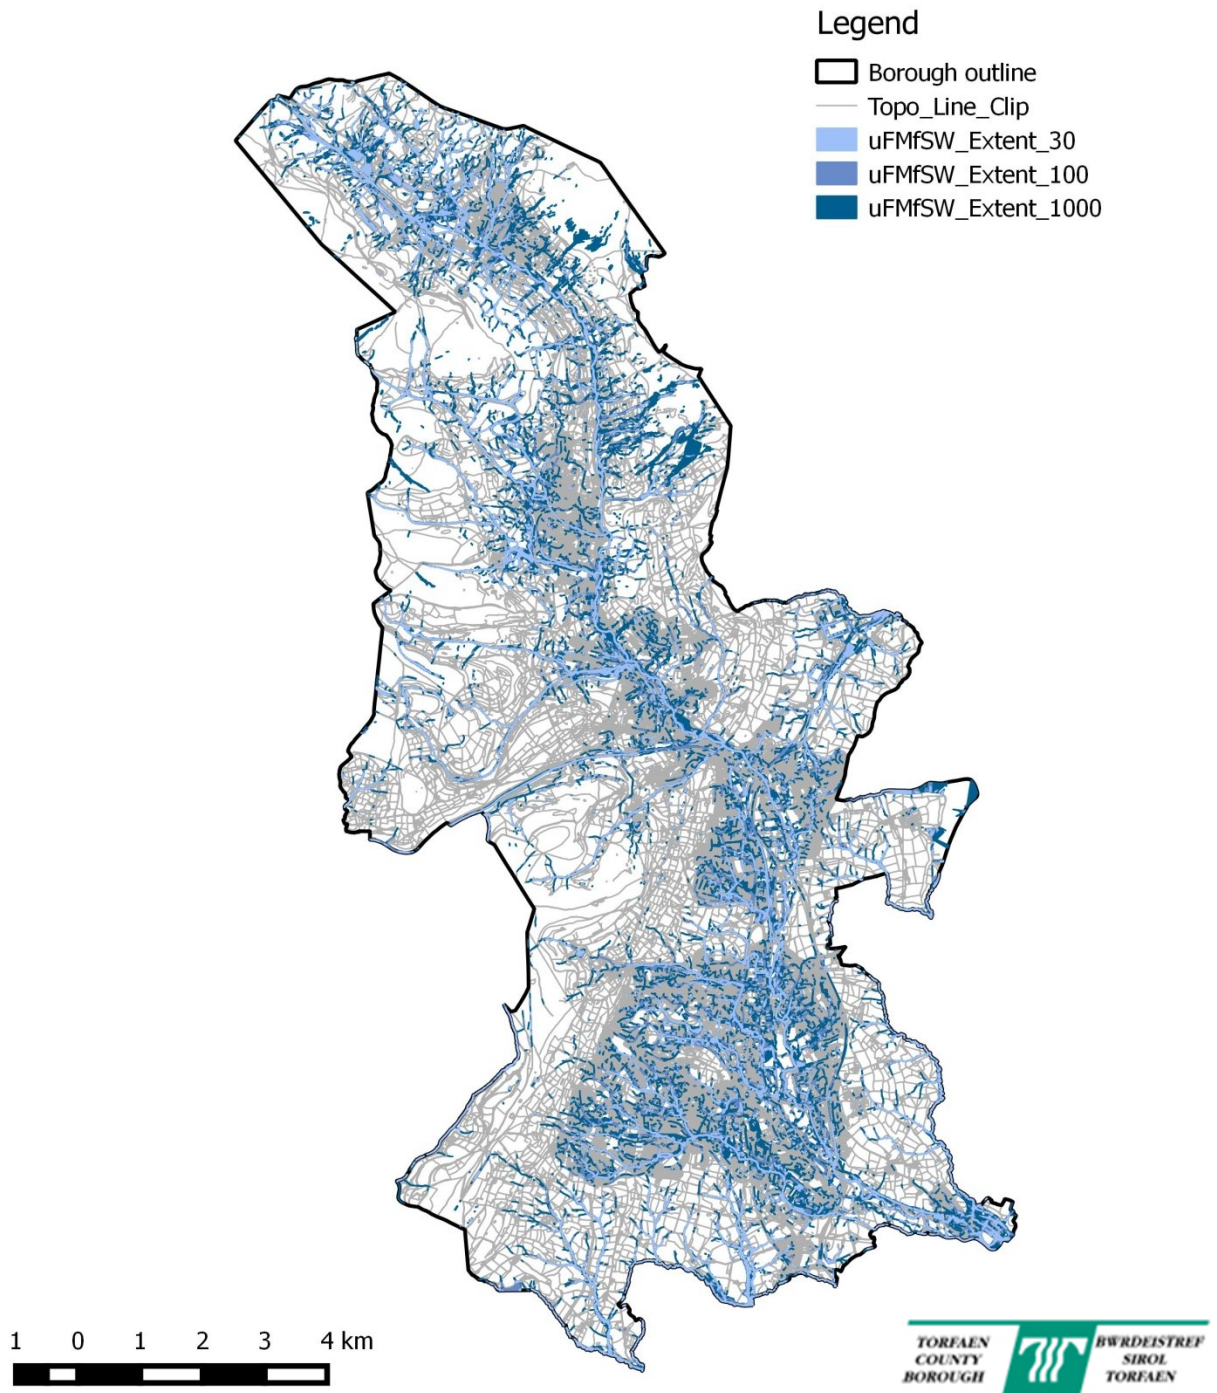 Legend
Borough outline
Topo_Line_Clip
uFMfSW_Extent_30
uFMfSW_Extent_100
uFMfSW_Extent_1000
1 0 1 2 3 4 km
TORFAEN
COUNTY
BOROUGH
BWRDEISTREF
SIROL
TORFAEN